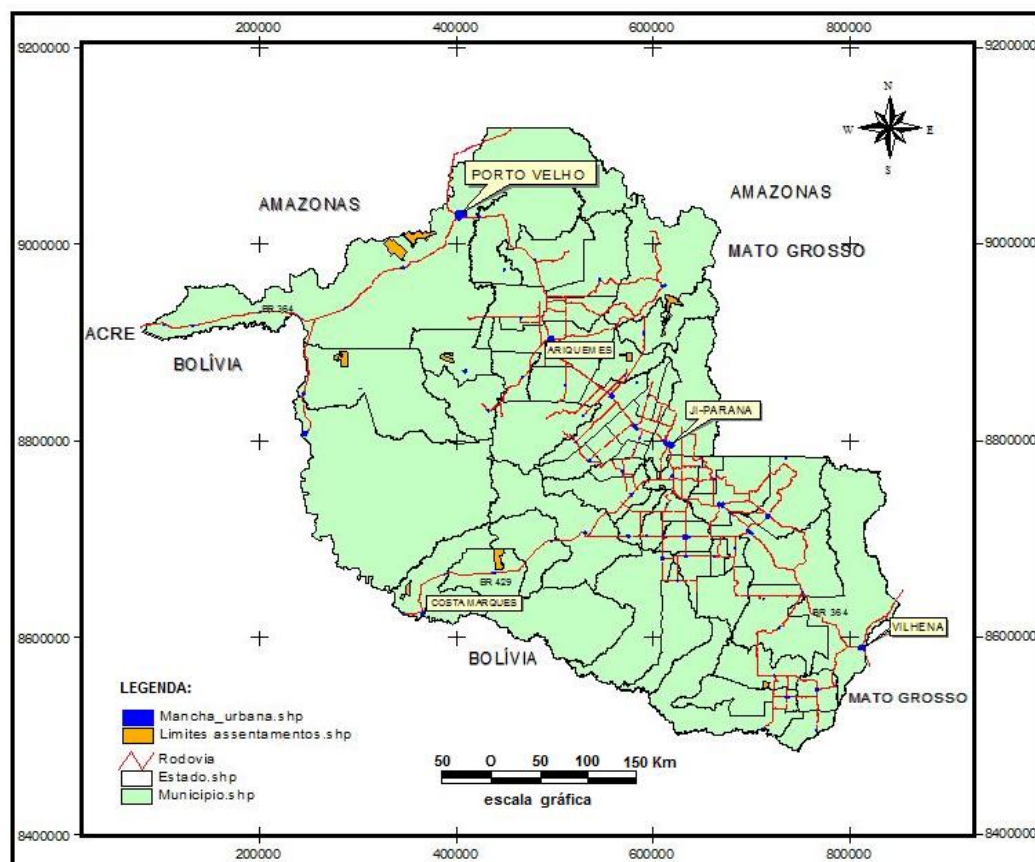 200000 400000 600000 800000
9200000 9200000
N
W E
S
PORTO VELHO
AMAZONAS
AMAZONAS
9000000 9000000
MATO GROSSO
BR 364
ACRE
BOLÍVIA
ARIQUEMES
JI-PARANA
8800000 8800000
BR 429
COSTA MARQUES
BR 364
VILHENA
8600000 8600000
BOLÍVIA
MATO GROSSO
LEGENDA:
Mancha_urbana.shp
Limites assentamentos.shp
Rodovia
Estado.shp
Municipio.shp
50 0 50 100 150 Km
escala gráfica
8400000 8400000
200000 400000 600000 800000